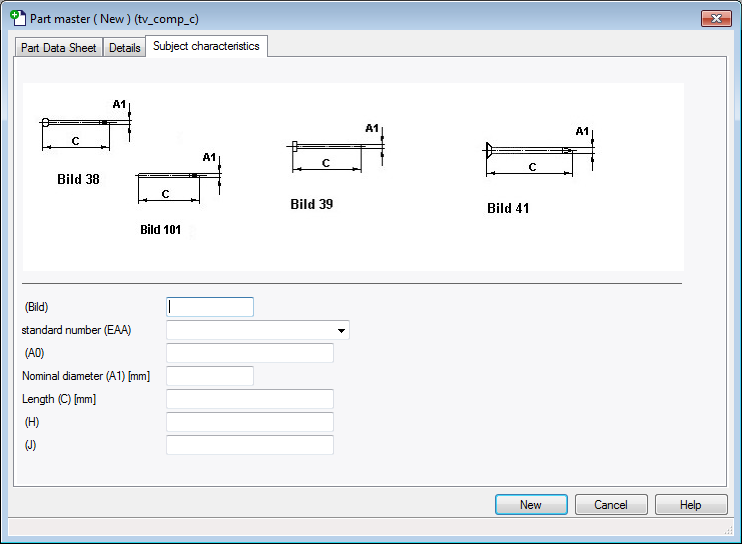 Part master ( New ) (tv_comp_c)
Part Data Sheet Details Subject characteristics
A1
C
Bild 38
A1
C
Bild 101
A1
C
Bild 39
A1
C
Bild 41
(Bild)
standard number (EAA)
(A0)
Nominal diameter (A1) [mm]
Length (C) [mm]
(H)
(J)
New Cancel Help